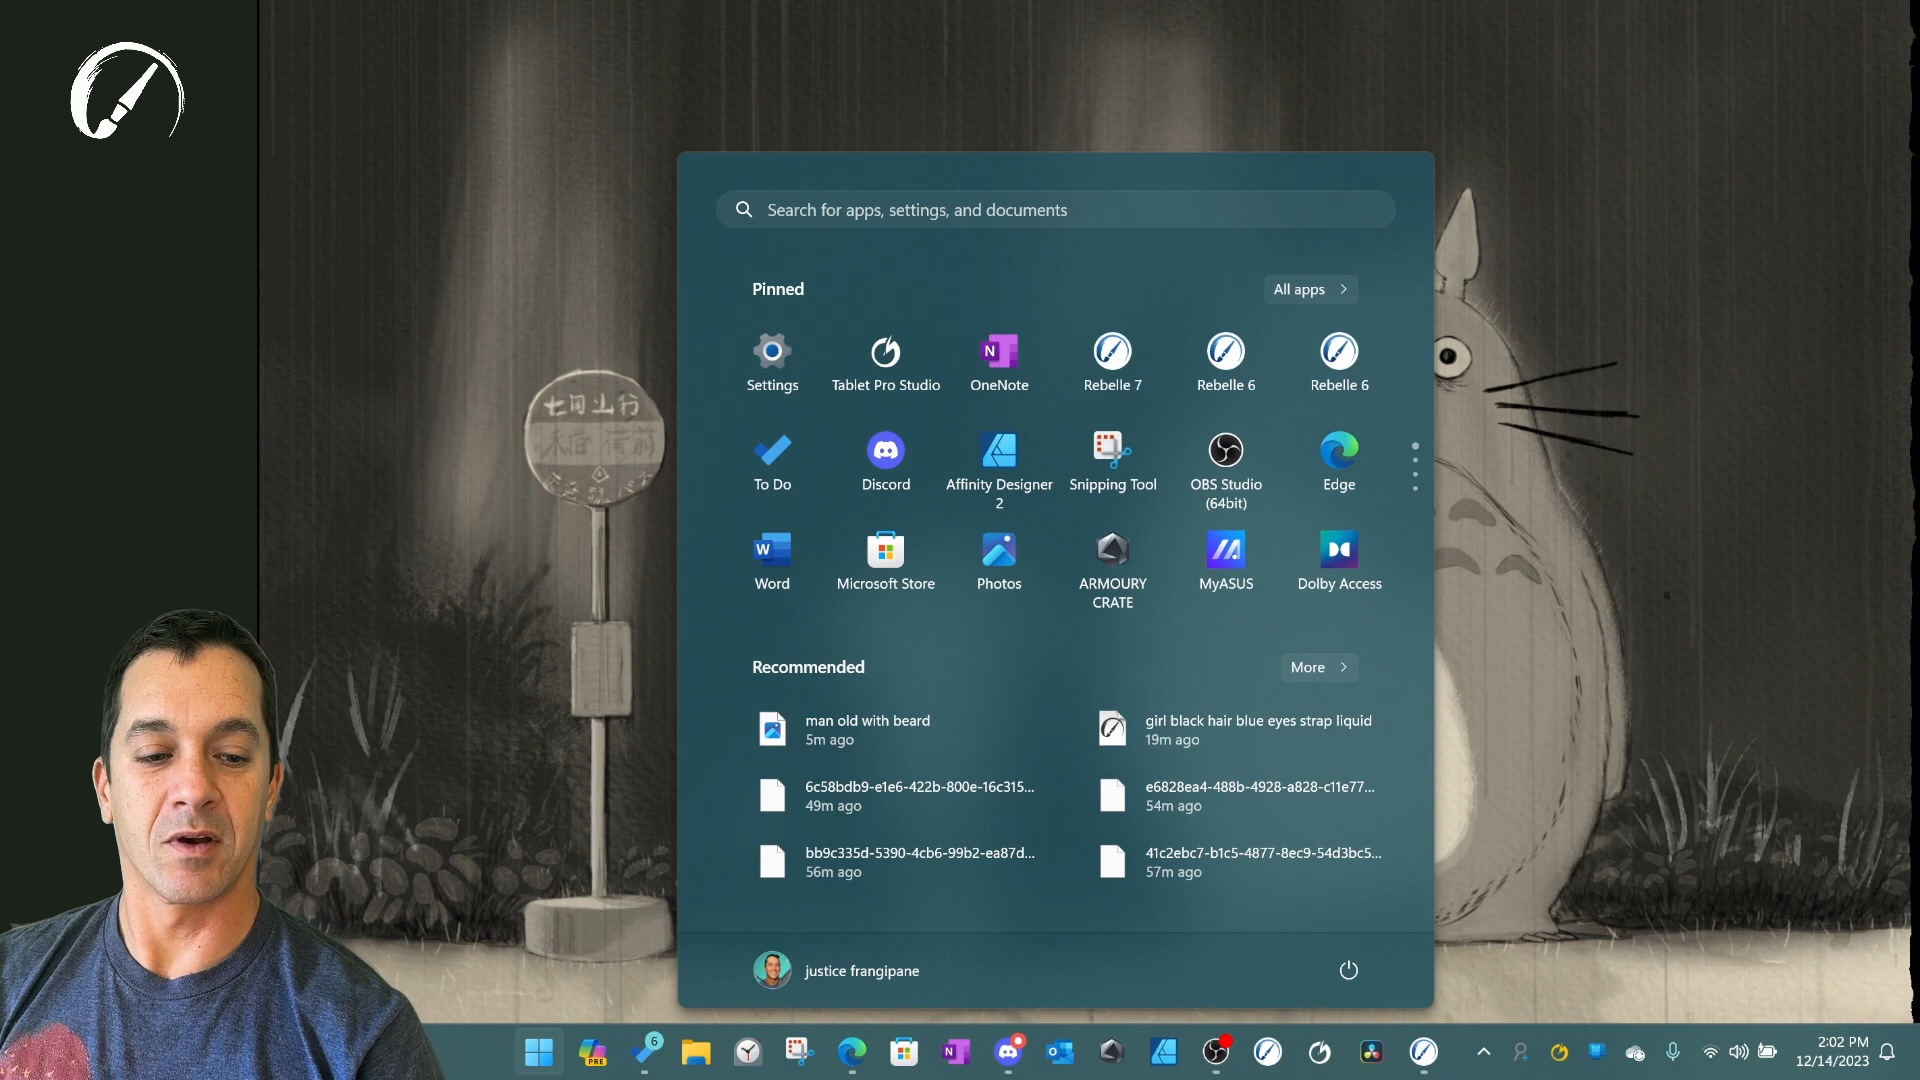 Search for apps, settings, and documents
Pinned
All apps
Settings
Tablet Pro Studio
OneNote
Rebelle 7
Rebelle 6
Rebelle 6
To Do
Discord
Affinity Designer
2
Snipping Tool
OBS Studio
(64bit)
Edge
Word
Microsoft Store
Photos
ARMOURY
CRATE
MyASUS
Dolby Access
Recommended
More
man old with beard
5m ago
girl black hair blue eyes strap liquid
19m ago
6c58bdb9-e1e6-422b-800e-16c315...
49m ago
e6828ea4-488b-4928-a828-c11e77...
54m ago
bb9c335d-5390-4cb6-99b2-ea87d...
56m ago
41c2ebc7-b1c5-4877-8ec9-54d3bc5...
57m ago
justice frangipane
PRE
6
2:02 PM
12/14/2023